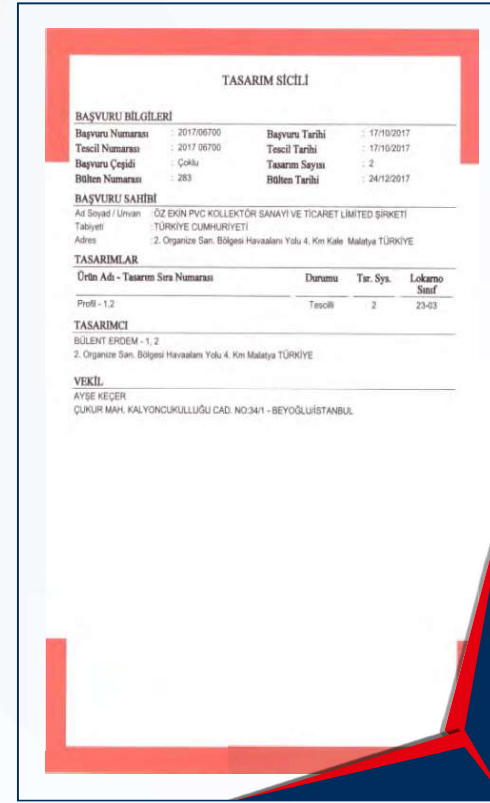 TASARIM SİCİLİ
BAŞVURU BİLGİLERİ
Başvuru Numarası : 2017/06700 Başvuru Tarihi : 17/10/2017
Tescil Numarası : 2017 06700 Tescil Tarihi : 17/10/2017
Başvuru Çeşidi : Çoklu Tasarım Sayısı : 2
Bülten Numarası : 283 Bülten Tarihi : 24/12/2017
BAŞVURU SAHİBİ
Ad Soyad / Unvan : ÖZ EKİN PVC KOLLEKTÖR SANAYİ VE TİCARET LİMİTED ŞİRKETİ
Tabiyeti : TÜRKİYE CUMHURİYETİ
Adres : 2. Organize San. Bölgesi Havaalanı Yolu 4. Km Kale Malatya TÜRKİYE
TASARIMLAR
Ürün Adı - Tasarım Sıra Numarası Durumu Tsr. Sys. Lokarno Sınıf
Profil - 1,2 Tescilli 2 23-03
TASARIMCI
BÜLENT ERDEM - 1, 2
2. Organize San. Bölgesi Havaalanı Yolu 4. Km Malatya TÜRKİYE
VEKİL
AYŞE KEÇER
ÇUKUR MAH. KALYONCUKULLUĞU CAD. NO:34/1 - BEYOĞLU/İSTANBUL